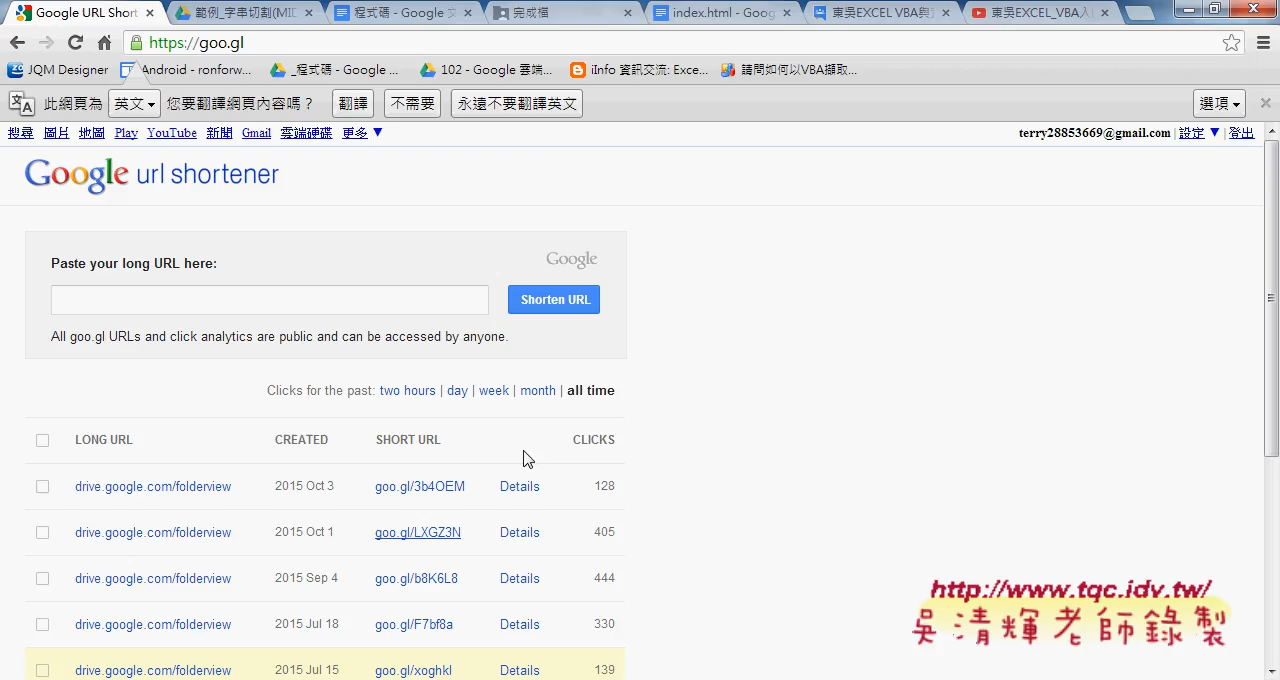 Google URL Short
範例_字串切割(MID
程式碼 - Google 文
完成檔
index.html - Goog
東吳EXCEL VBA與
東吳EXCEL_VBA入
https://goo.gl
JQM Designer
Android - ronforw...
_程式碼 - Google ...
102 - Google 雲端...
iInfo 資訊交流: Exce...
請問如何以VBA擷取...
此網頁為 英文 您要翻譯網頁內容嗎？ 翻譯 不需要 永遠不要翻譯英文 選項
搜尋 圖片 地圖 Play YouTube 新聞 Gmail 雲端硬碟 更多 ▼ terry28853669@gmail.com | 設定 ▼ | 登出
Google url shortener
Paste your long URL here: Google
Shorten URL
All goo.gl URLs and click analytics are public and can be accessed by anyone.
Clicks for the past: two hours | day | week | month | all time
LONG URL CREATED SHORT URL CLICKS
drive.google.com/folderview 2015 Oct 3 goo.gl/3b4OEM Details 128
drive.google.com/folderview 2015 Oct 1 goo.gl/LXGZ3N Details 405
drive.google.com/folderview 2015 Sep 4 goo.gl/b8K6L8 Details 444
drive.google.com/folderview 2015 Jul 18 goo.gl/F7bf8a Details 330
drive.google.com/folderview 2015 Jul 15 goo.gl/xoghkl Details 139
http://www.tqc.idv.tw/
吳清輝老師錄製